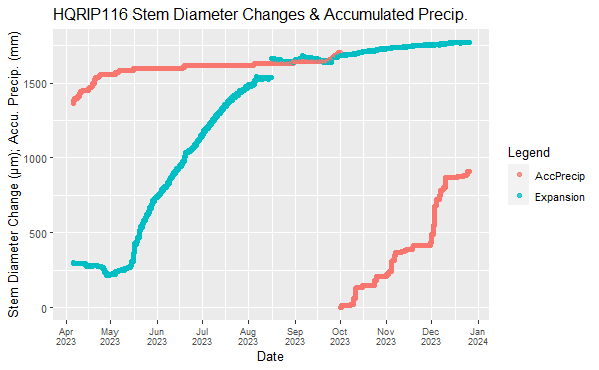 HQRIP116 Stem Diameter Changes & Accumulated Precip.
Stem Diameter Change (µm); Accu. Precip. (mm)
1500
1000
500
0
Apr May Jun Jul Aug Sep Oct Nov Dec Jan
2023 2023 2023 2023 2023 2023 2023 2023 2023 2024
Date
Legend
AccPrecip
Expansion